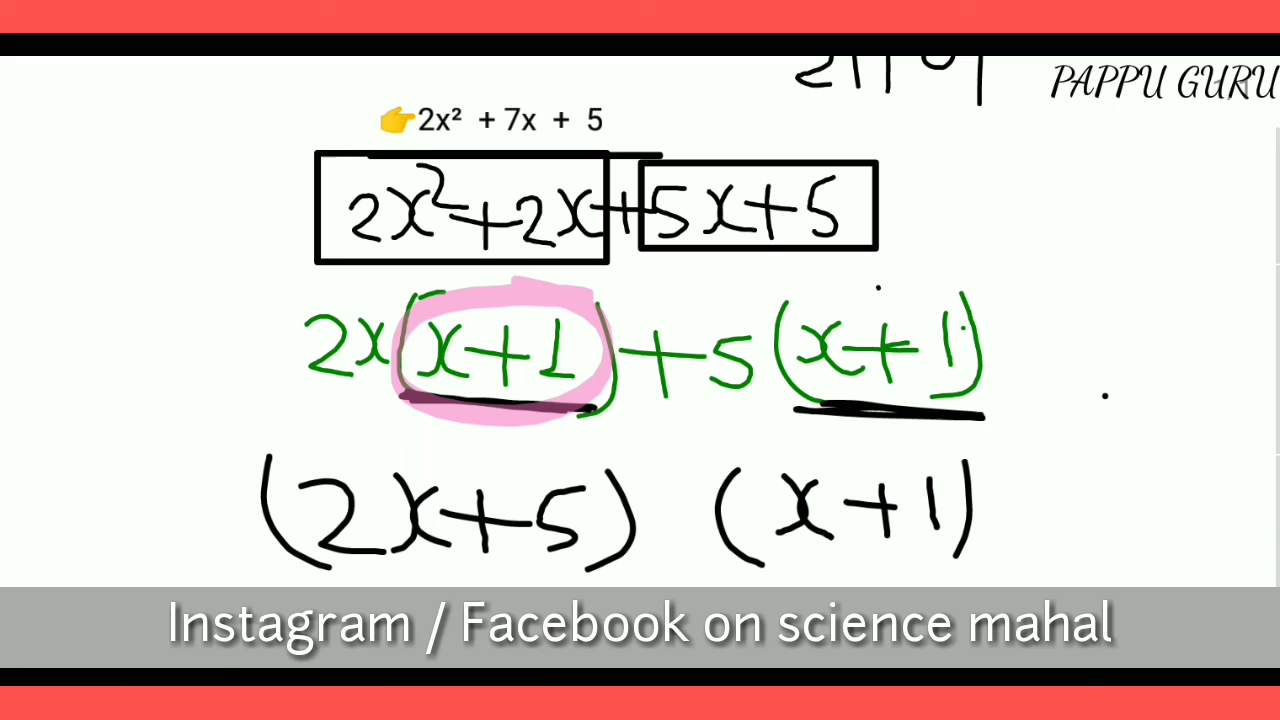 PAPPU GURU
👉2x² + 7x + 5
2x²+2x+5x+5
2x(x+1)+5(x+1)
(2x+5) (x+1)
Instagram / Facebook on science mahal